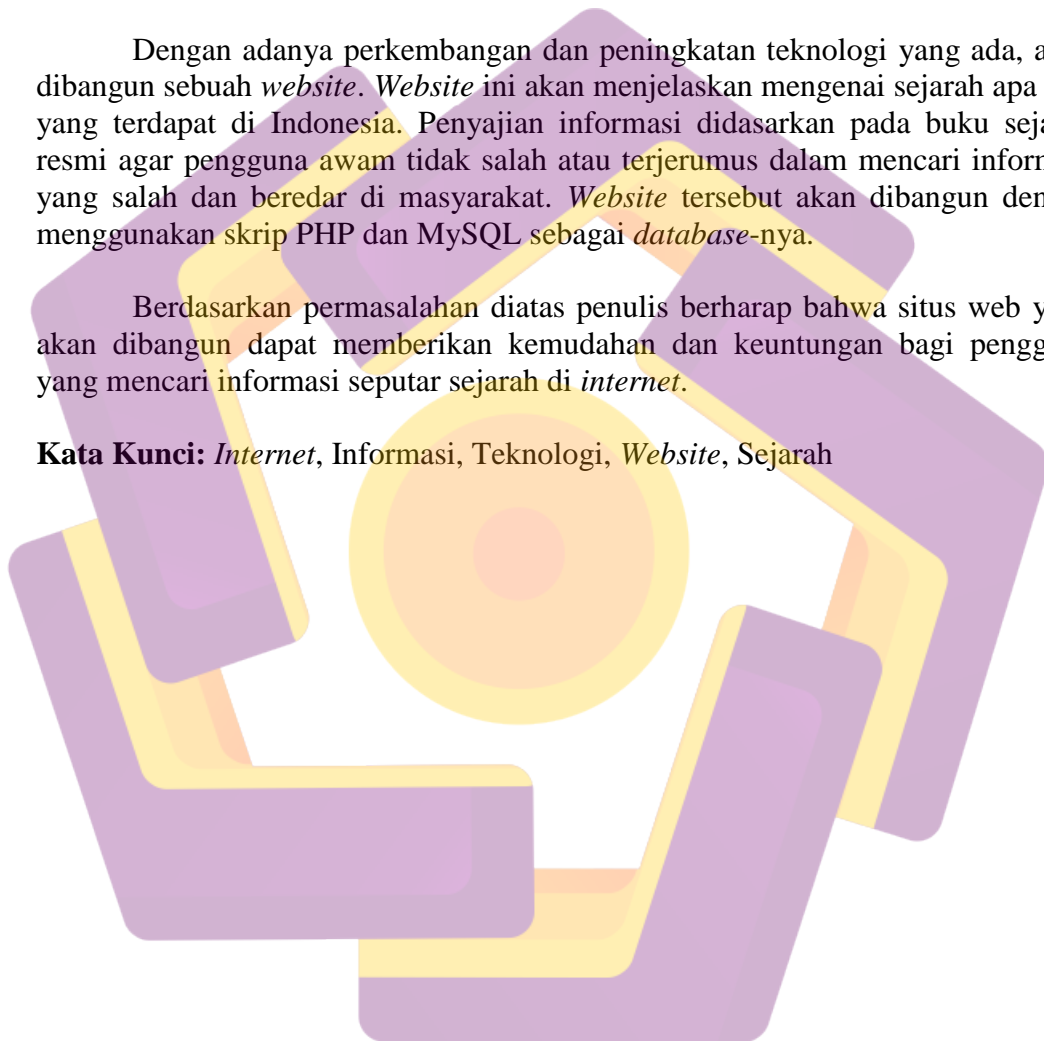 Dengan adanya perkembangan dan peningkatan teknologi yang ada, a
dibangun sebuah website. Website ini akan menjelaskan mengenai sejarah apa
yang terdapat di Indonesia. Penyajian informasi didasarkan pada buku seja
resmi agar pengguna awam tidak salah atau terjerumus dalam mencari inform
yang salah dan beredar di masyarakat. Website tersebut akan dibangun den
menggunakan skrip PHP dan MySQL sebagai database-nya.
Berdasarkan permasalahan diatas penulis berharap bahwa situs web y
akan dibangun dapat memberikan kemudahan dan keuntungan bagi pengg
yang mencari informasi seputar sejarah di internet.
Kata Kunci: Internet, Informasi, Teknologi, Website, Sejarah